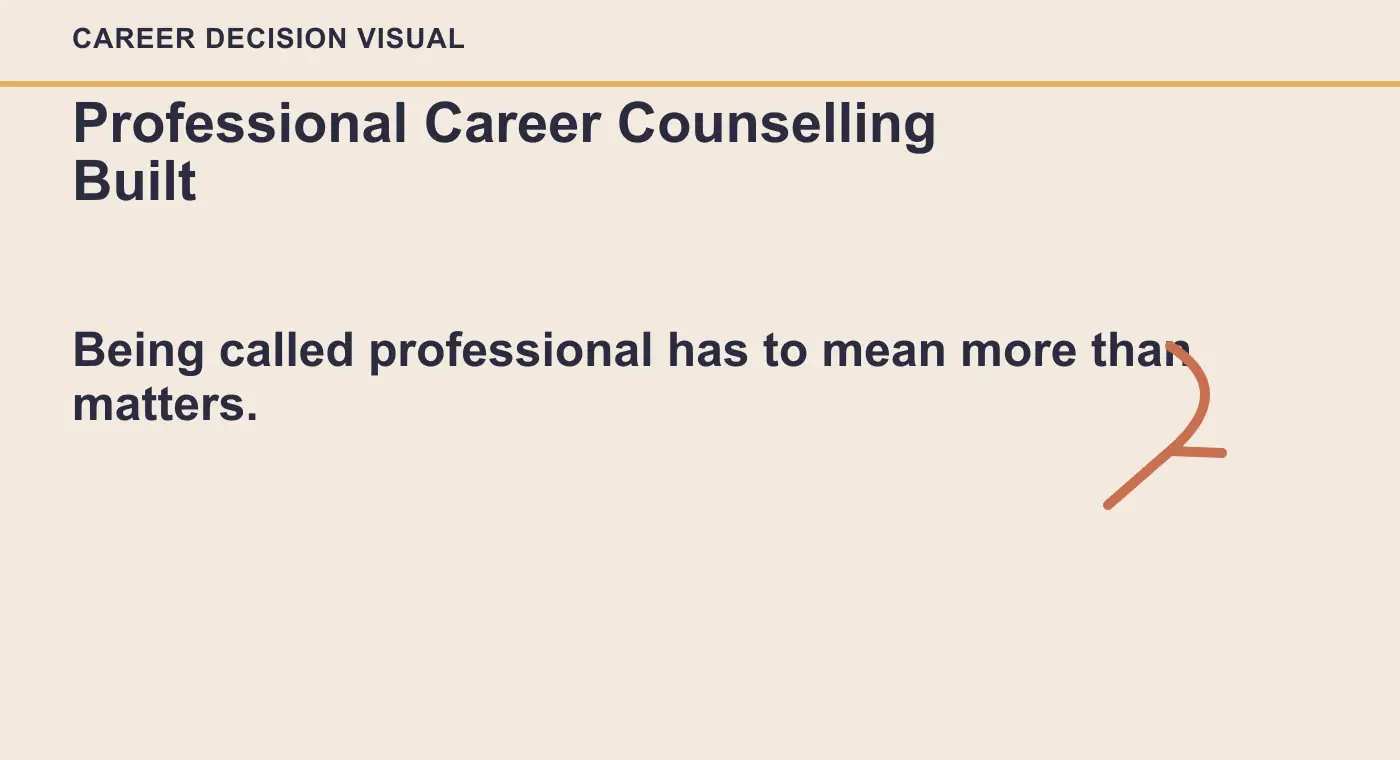 CAREER DECISION VISUAL
Professional Career Counselling
Built
Being called professional has to mean more than
matters.